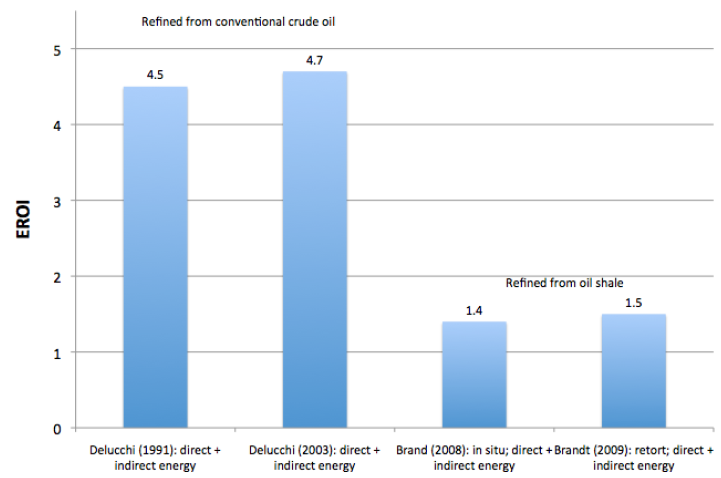 Refined from conventional crude oil
5
4.5
4.7
4
EROI
3
2
Refined from oil shale
1.4
1.5
1
0
Delucchi (1991): direct +
indirect energy
Delucchi (2003): direct +
indirect energy
Brand (2008): in situ; direct +
indirect energy
Brandt (2009): retort; direct +
indirect energy